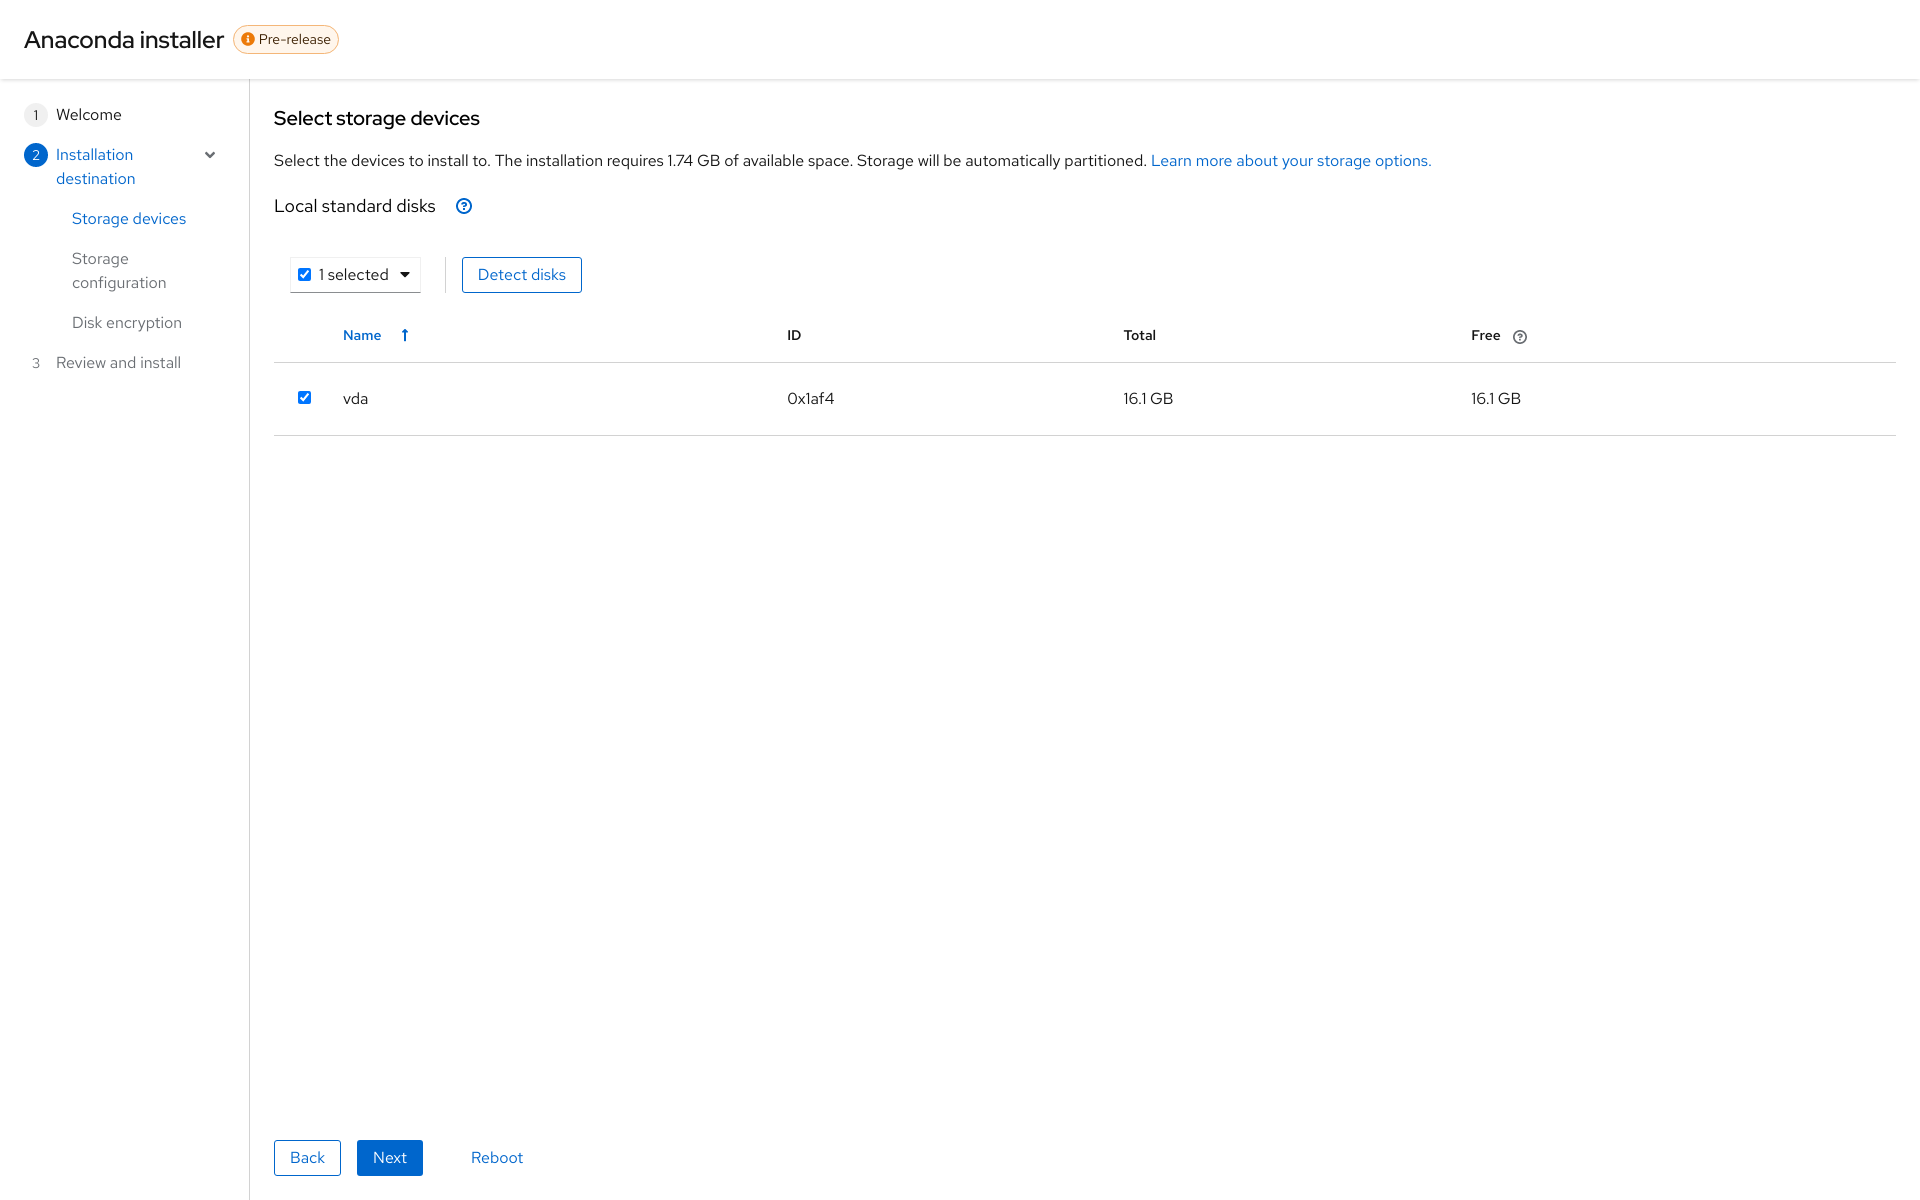 Anaconda installer
Pre-release
1 Welcome
2 Installation
destination
Storage devices
Storage
configuration
Disk encryption
3 Review and install
Select storage devices
Select the devices to install to. The installation requires 1.74 GB of available space. Storage will be automatically partitioned. Learn more about your storage options.
Local standard disks
1 selected
Detect disks
Name ID Total Free
vda 0x1af4 16.1 GB 16.1 GB
Back Next Reboot